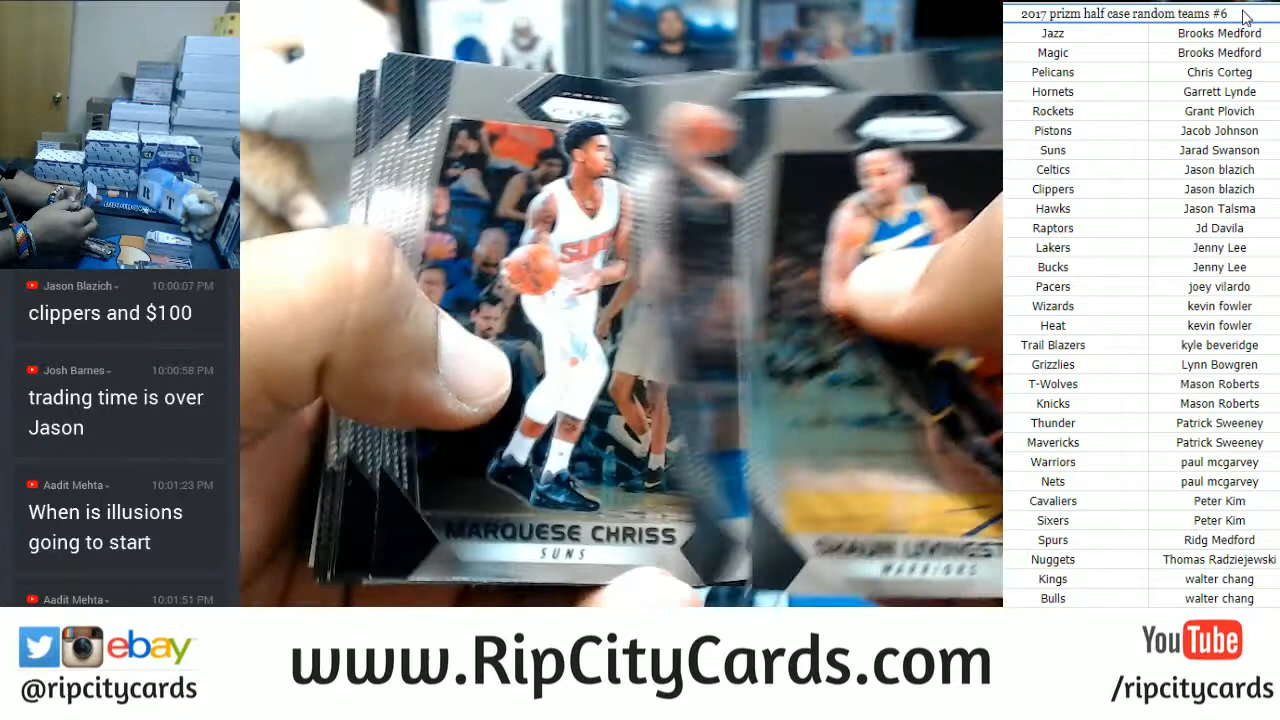 Jason Blazich 10:00:07 PM
clippers and $100
Josh Barnes 10:00:58 PM
trading time is over
Jason
Aadit Mehta 10:01:23 PM
When is illusions
going to start
Aadit Mehta 10:01:51 PM
MARQUESE CHRISS
SUNS
WARRIORS
2017 prizm half case random teams #6
Jazz Brooks Medford
Magic Brooks Medford
Pelicans Chris Corteg
Hornets Garrett Lynde
Rockets Grant Plovich
Pistons Jacob Johnson
Suns Jarad Swanson
Celtics Jason blazich
Clippers Jason blazich
Hawks Jason Talsma
Raptors Jd Davila
Lakers Jenny Lee
Bucks Jenny Lee
Pacers joey vilardo
Wizards kevin fowler
Heat kevin fowler
Trail Blazers kyle beveridge
Grizzlies Lynn Bowgren
T-Wolves Mason Roberts
Knicks Mason Roberts
Thunder Patrick Sweeney
Mavericks Patrick Sweeney
Warriors paul mcgarvey
Nets paul mcgarvey
Cavaliers Peter Kim
Sixers Peter Kim
Spurs Ridg Medford
Nuggets Thomas Radziejewski
Kings walter chang
Bulls walter chang
ebay
@ripcitycards
www.RipCityCards.com
YouTube
/ripcitycards